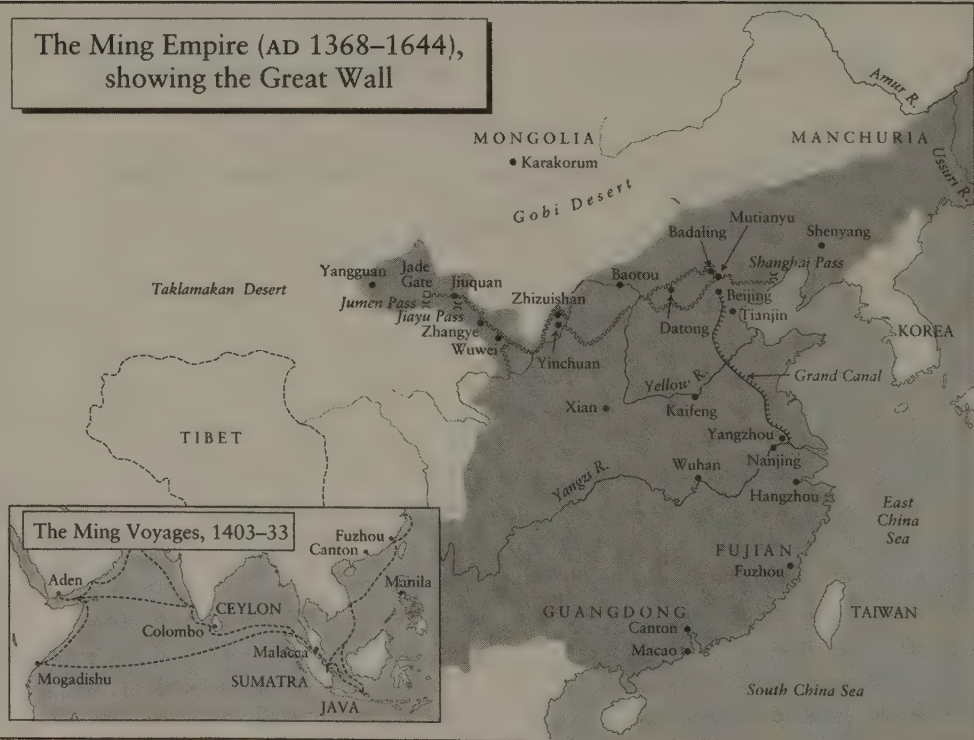 The Ming Empire (AD 1368–1644),
showing the Great Wall
Amur R.
MONGOLIA
MANCHURIA
Karakorum
Ussuri R.
Gobi Desert
Mutianyu
Badaling
Shenyang
Shanghai Pass
Yangguan
Jade
Gate
Jiuquan
Baotou
Taklamakan Desert
Jumen Pass
Zhizuishan
Beijing
Jiayu Pass
Tianjin
Zhangye
Datong
KOREA
Wuwei
Yinchuan
Grand Canal
Yellow R.
Xian
Kaifeng
TIBET
Yangzhou
Nanjing
Wuhan
Yangzi R.
Hangzhou
East
China
Sea
FUJIAN
Fuzhou
GUANGDONG
TAIWAN
Canton
Macao
South China Sea
The Ming Voyages, 1403–33
Fuzhou
Canton
Aden
Manila
CEYLON
Colombo
Malacca
Mogadishu
SUMATRA
JAVA